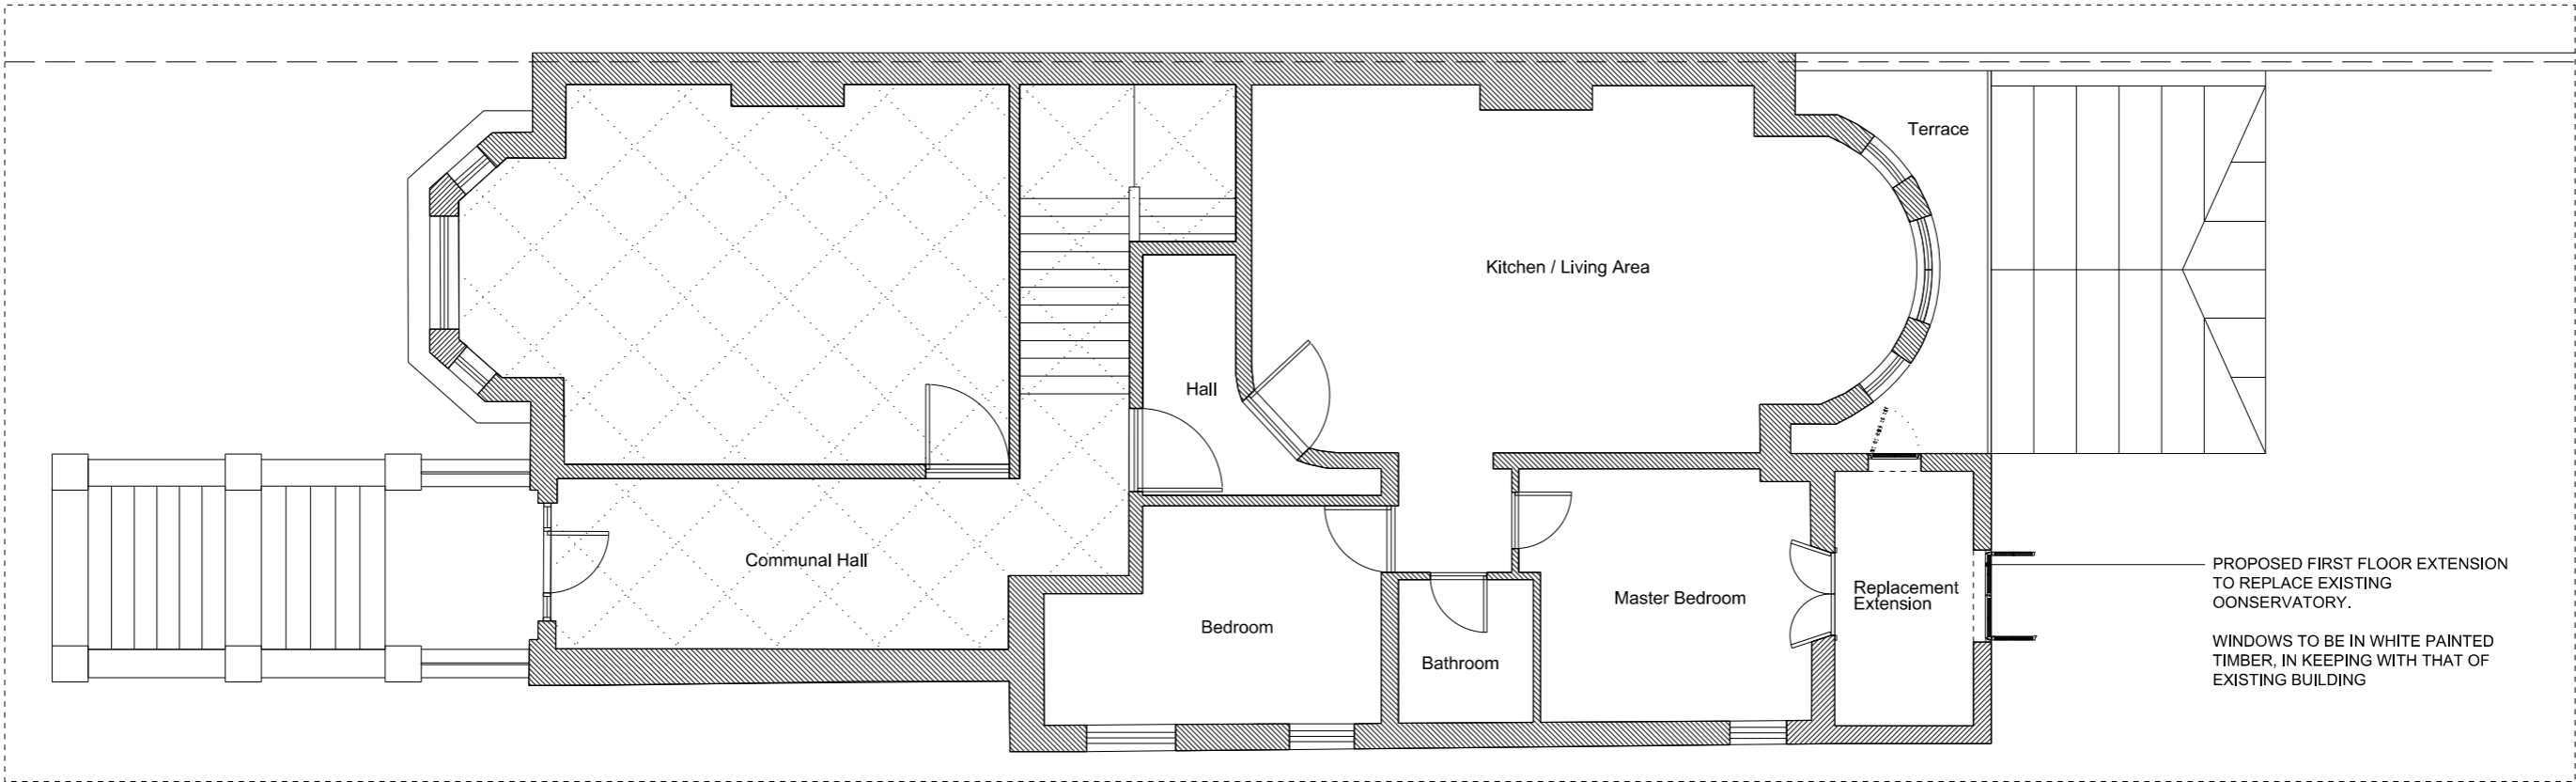 Terrace
Kitchen / Living Area
Hall
Communal Hall
Bedroom
Bathroom
Master Bedroom
Replacement
Extension
PROPOSED FIRST FLOOR EXTENSION
TO REPLACE EXISTING
OONSERVATORY.
WINDOWS TO BE IN WHITE PAINTED
TIMBER, IN KEEPING WITH THAT OF
EXISTING BUILDING